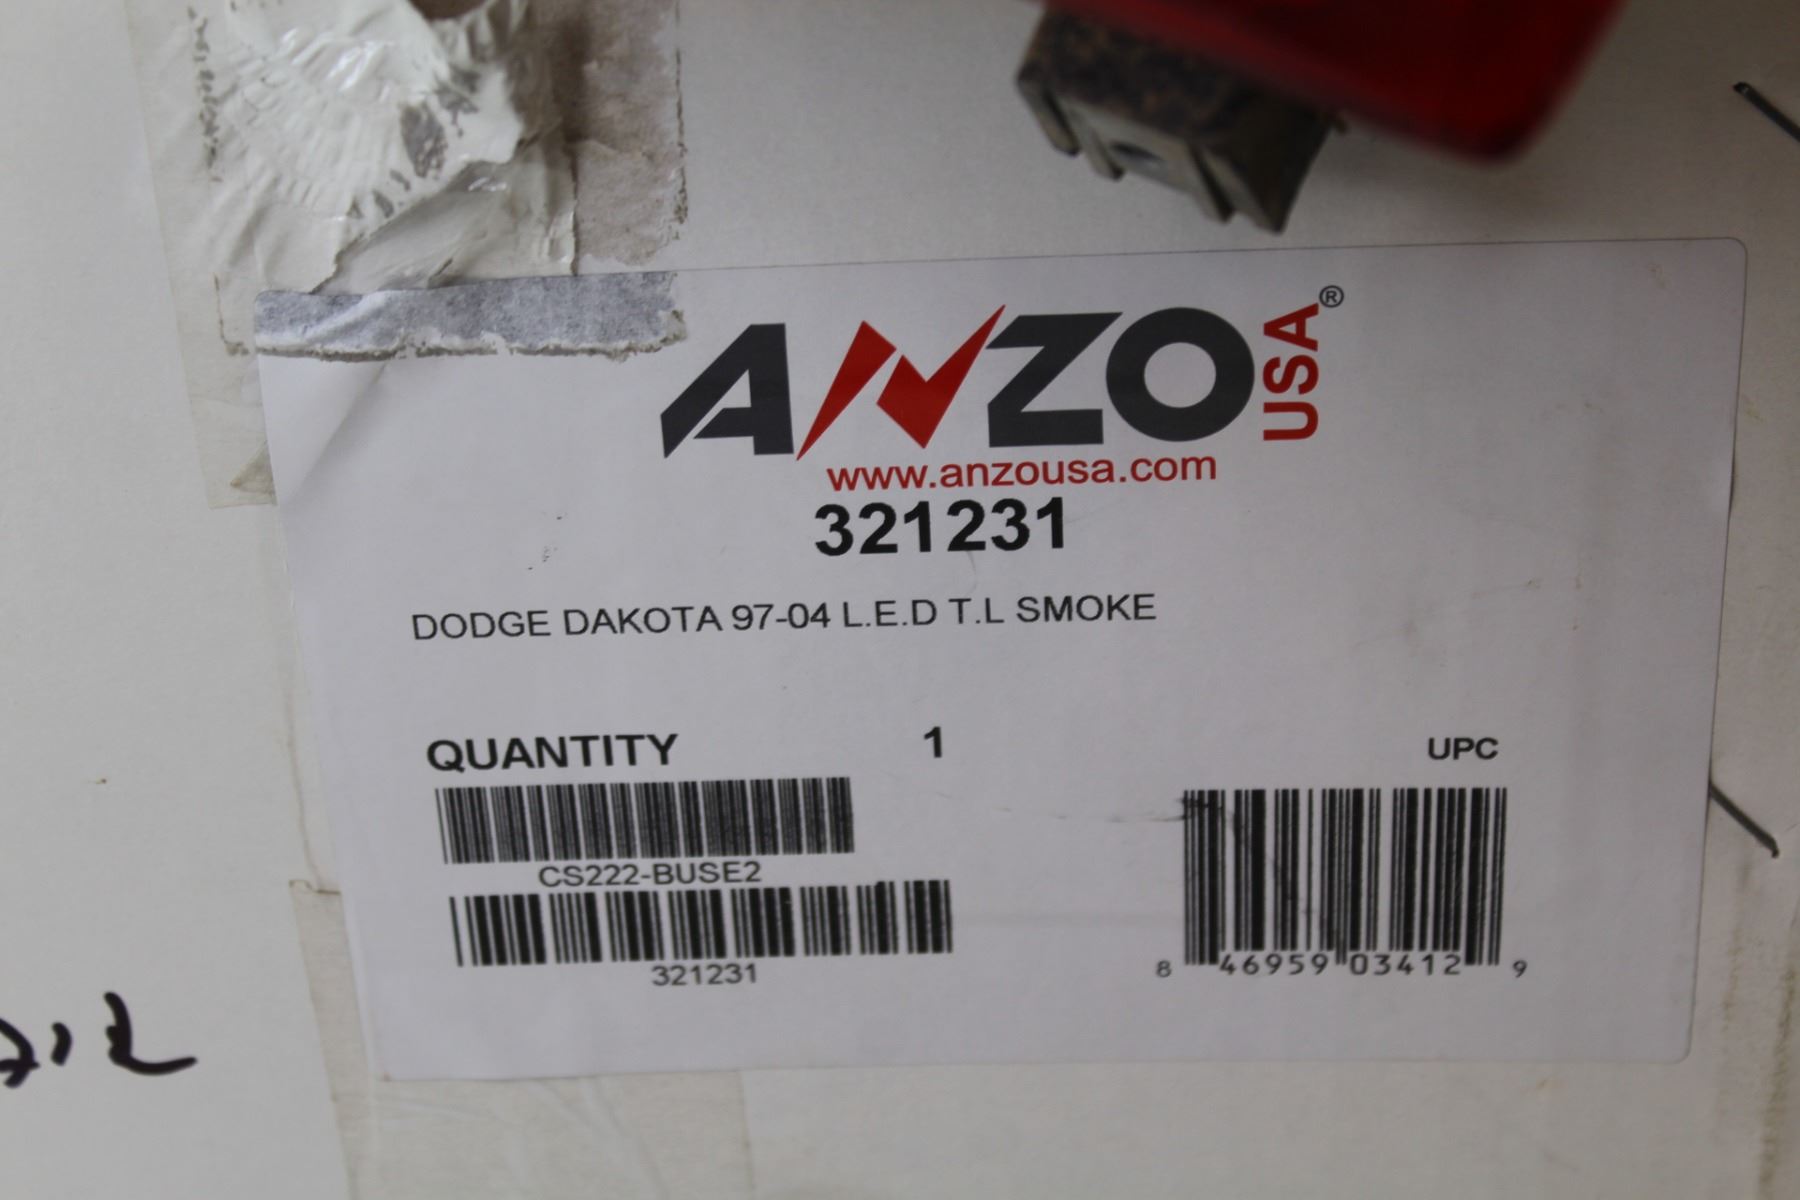 ANZO USA®
www.anzousa.com
321231
DODGE DAKOTA 97-04 L.E.D T.L SMOKE
QUANTITY 1 UPC
CS222-BUSE2
321231
8 46959 03412 9